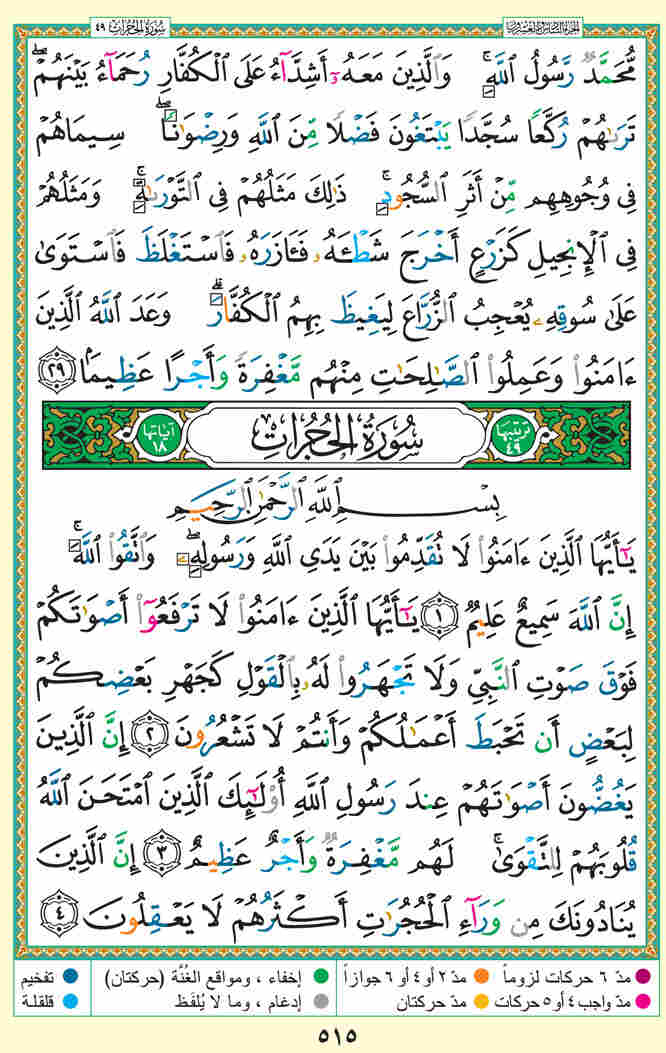 سُورَةُ الحُجُرَات ٤٩
الجزء السادس والعشرون
مُّحَمَّدٌ رَّسُولُ ٱللَّهِ ۚ وَٱلَّذِينَ مَعَهُۥٓ أَشِدَّآءُ عَلَى ٱلْكُفَّارِ رُحَمَآءُ بَيْنَهُمْ ۖ
تَرَىٰهُمْ رُكَّعًا سُجَّدًا يَبْتَغُونَ فَضْلًا مِّنَ ٱللَّهِ وَرِضْوَٰنًا ۖ سِيمَاهُمْ
فِى وُجُوهِهِم مِّنْ أَثَرِ ٱلسُّجُودِ ۚ ذَٰلِكَ مَثَلُهُمْ فِى ٱلتَّوْرَىٰةِ ۚ وَمَثَلُهُمْ
فِى ٱلْإِنجِيلِ كَزَرْعٍ أَخْرَجَ شَطْـَٔهُۥ فَـَٔازَرَهُۥ فَٱسْتَغْلَظَ فَٱسْتَوَىٰ
عَلَىٰ سُوقِهِۦ يُعْجِبُ ٱلزُّرَّاعَ لِيَغِيظَ بِهِمُ ٱلْكُفَّارَ ۗ وَعَدَ ٱللَّهُ ٱلَّذِينَ
ءَامَنُوا۟ وَعَمِلُوا۟ ٱلصَّـٰلِحَـٰتِ مِنْهُم مَّغْفِرَةً وَأَجْرًا عَظِيمًۢا ٢٩
ترتيبها ٤٩
سُورَةُ الحُجُرَاتِ
آياتها ١٨
بِسْمِ ٱللَّهِ ٱلرَّحْمَـٰنِ ٱلرَّحِيمِ
يَـٰٓأَيُّهَا ٱلَّذِينَ ءَامَنُوا۟ لَا تُقَدِّمُوا۟ بَيْنَ يَدَىِ ٱللَّهِ وَرَسُولِهِۦ ۖ وَٱتَّقُوا۟ ٱللَّهَ ۚ
إِنَّ ٱللَّهَ سَمِيعٌ عَلِيمٌ ١ يَـٰٓأَيُّهَا ٱلَّذِينَ ءَامَنُوا۟ لَا تَرْفَعُوٓا۟ أَصْوَٰتَكُمْ
فَوْقَ صَوْتِ ٱلنَّبِىِّ وَلَا تَجْهَرُوا۟ لَهُۥ بِٱلْقَوْلِ كَجَهْرِ بَعْضِكُمْ
لِبَعْضٍ أَن تَحْبَطَ أَعْمَـٰلُكُمْ وَأَنتُمْ لَا تَشْعُرُونَ ٢ إِنَّ ٱلَّذِينَ
يَغُضُّونَ أَصْوَٰتَهُمْ عِندَ رَسُولِ ٱللَّهِ أُو۟لَـٰٓئِكَ ٱلَّذِينَ ٱمْتَحَنَ ٱللَّهُ
قُلُوبَهُمْ لِلتَّقْوَىٰ ۚ لَهُم مَّغْفِرَةٌ وَأَجْرٌ عَظِيمٌ ٣ إِنَّ ٱلَّذِينَ
يُنَادُونَكَ مِن وَرَآءِ ٱلْحُجُرَٰتِ أَكْثَرُهُمْ لَا يَعْقِلُونَ ٤
مدّ ٦ حركات لزوماً
مدّ ٢ أو ٤ أو ٦ جوازاً
إخفاء ، ومواقع الغُنَّة (حركتان)
تفخيم
مدّ واجب ٤ أو ٥ حركات
مدّ حركتان
إدغام ، وما لا يُلفَظ
قلقلة
٥١٥